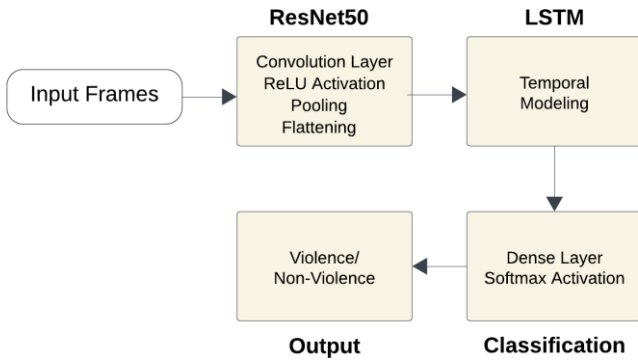 ResNet50
LSTM
Input Frames
Convolution Layer
ReLU Activation
Pooling
Flattening
Temporal
Modeling
Dense Layer
Softmax Activation
Classification
Violence/
Non-Violence
Output